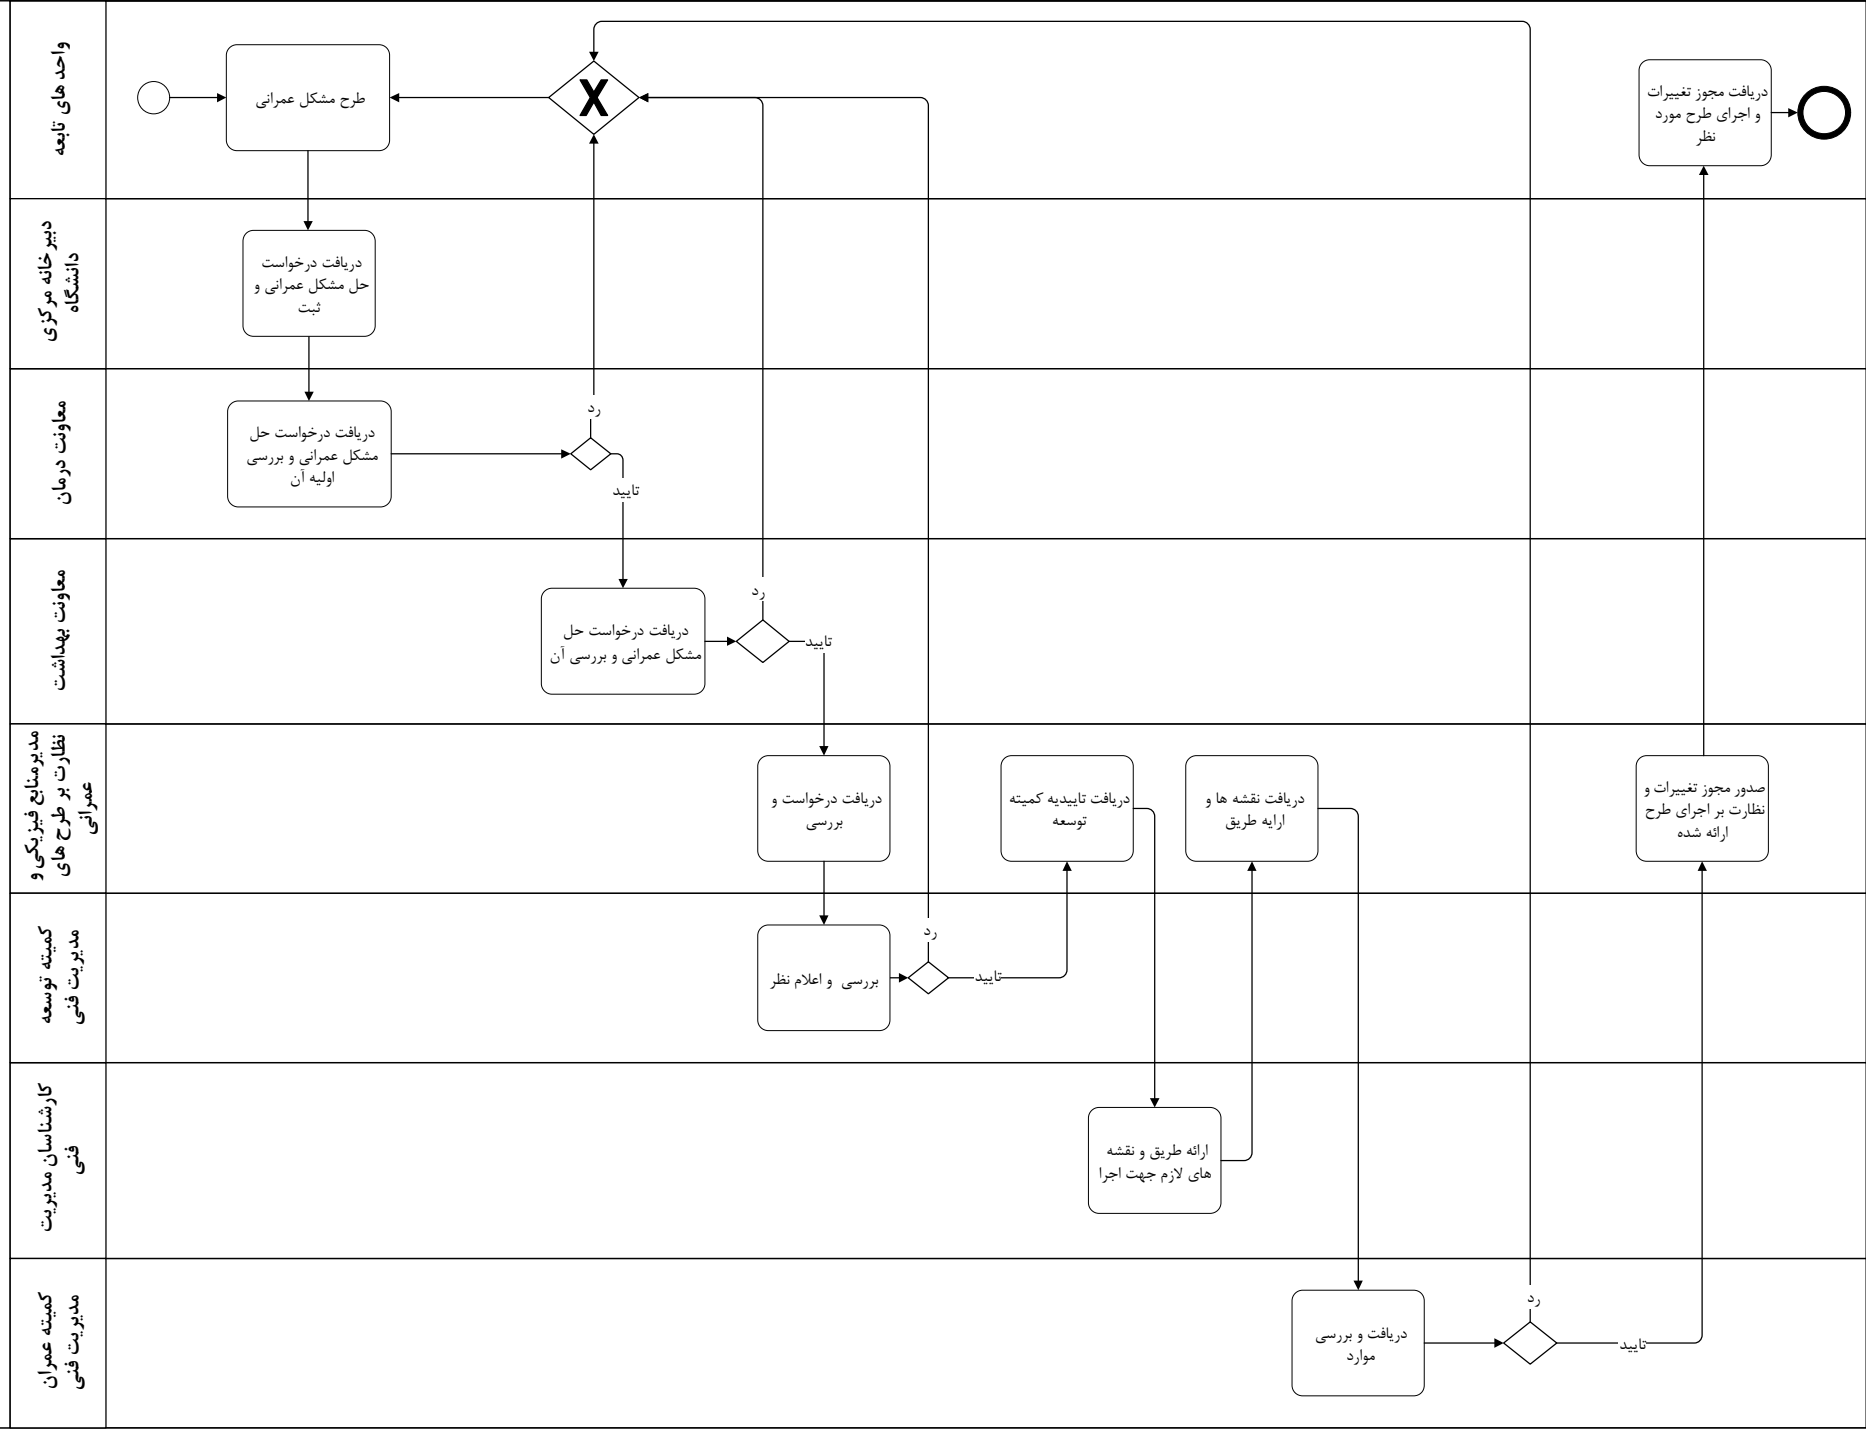 واحد های تابعه
طرح مشکل عمرانی
X
دریافت مجوز تغییرات
و اجرای طرح مورد
نظر
دبیرخانه مرکزی
دانشگاه
دریافت درخواست
حل مشکل عمرانی و
ثبت
معاونت درمان
دریافت درخواست حل
مشکل عمرانی و بررسی
اولیه آن
رد
تایید
معاونت بهداشت
دریافت درخواست حل
مشکل عمرانی و بررسی آن
رد
تایید
مدیرمنابع فیزیکی و
نظارت بر طرح های
عمرانی
دریافت درخواست و
بررسی
دریافت تاییدیه کمیته
توسعه
دریافت نقشه ها و
ارایه طریق
صدور مجوز تغییرات و
نظارت بر اجرای طرح
ارائه شده
کمیته توسعه
مدیریت فنی
بررسی و اعلام نظر
رد
تایید
کارشناسان مدیریت
فنی
ارائه طریق و نقشه
های لازم جهت اجرا
کمیته عمران
مدیریت فنی
دریافت و بررسی
موارد
رد
تایید